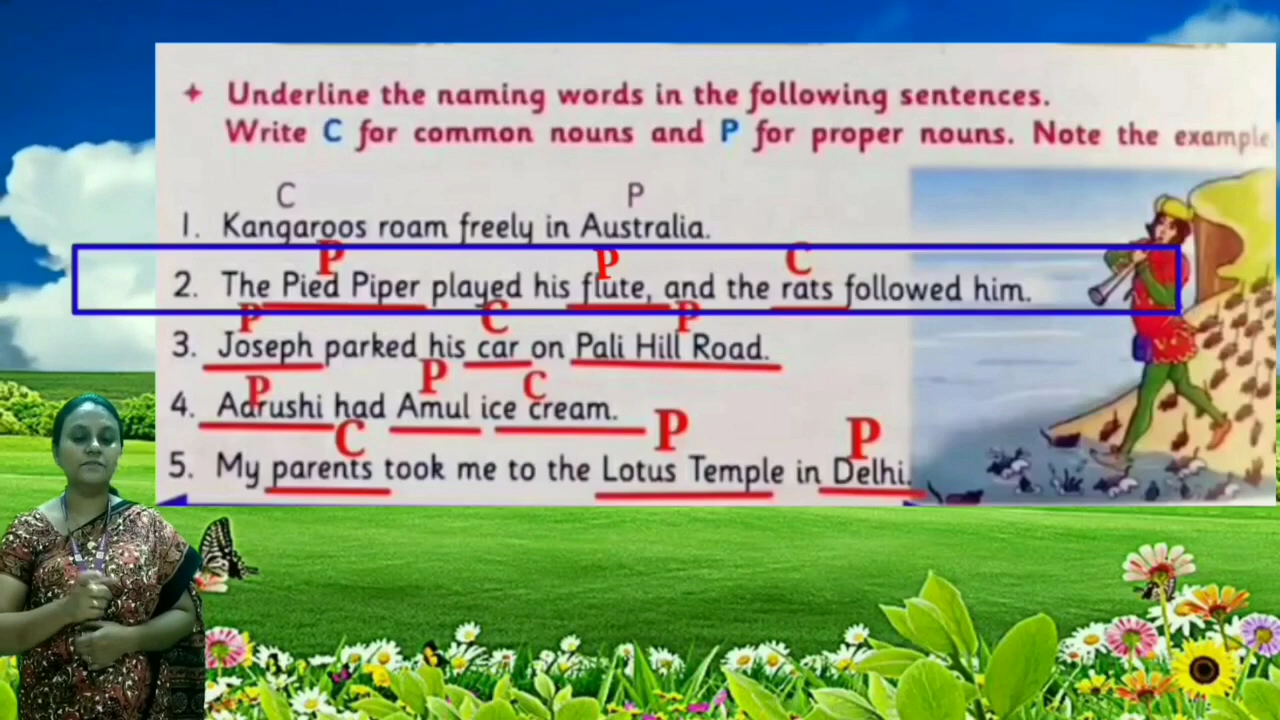 + Underline the naming words in the following sentences.
Write C for common nouns and P for proper nouns. Note the example
C P
1. Kangaroos roam freely in Australia.
P P C
2. The Pied Piper played his flute, and the rats followed him.
P C P
3. Joseph parked his car on Pali Hill Road.
P P C
4. Adrushi had Amul ice cream.
C P P
5. My parents took me to the Lotus Temple in Delhi.